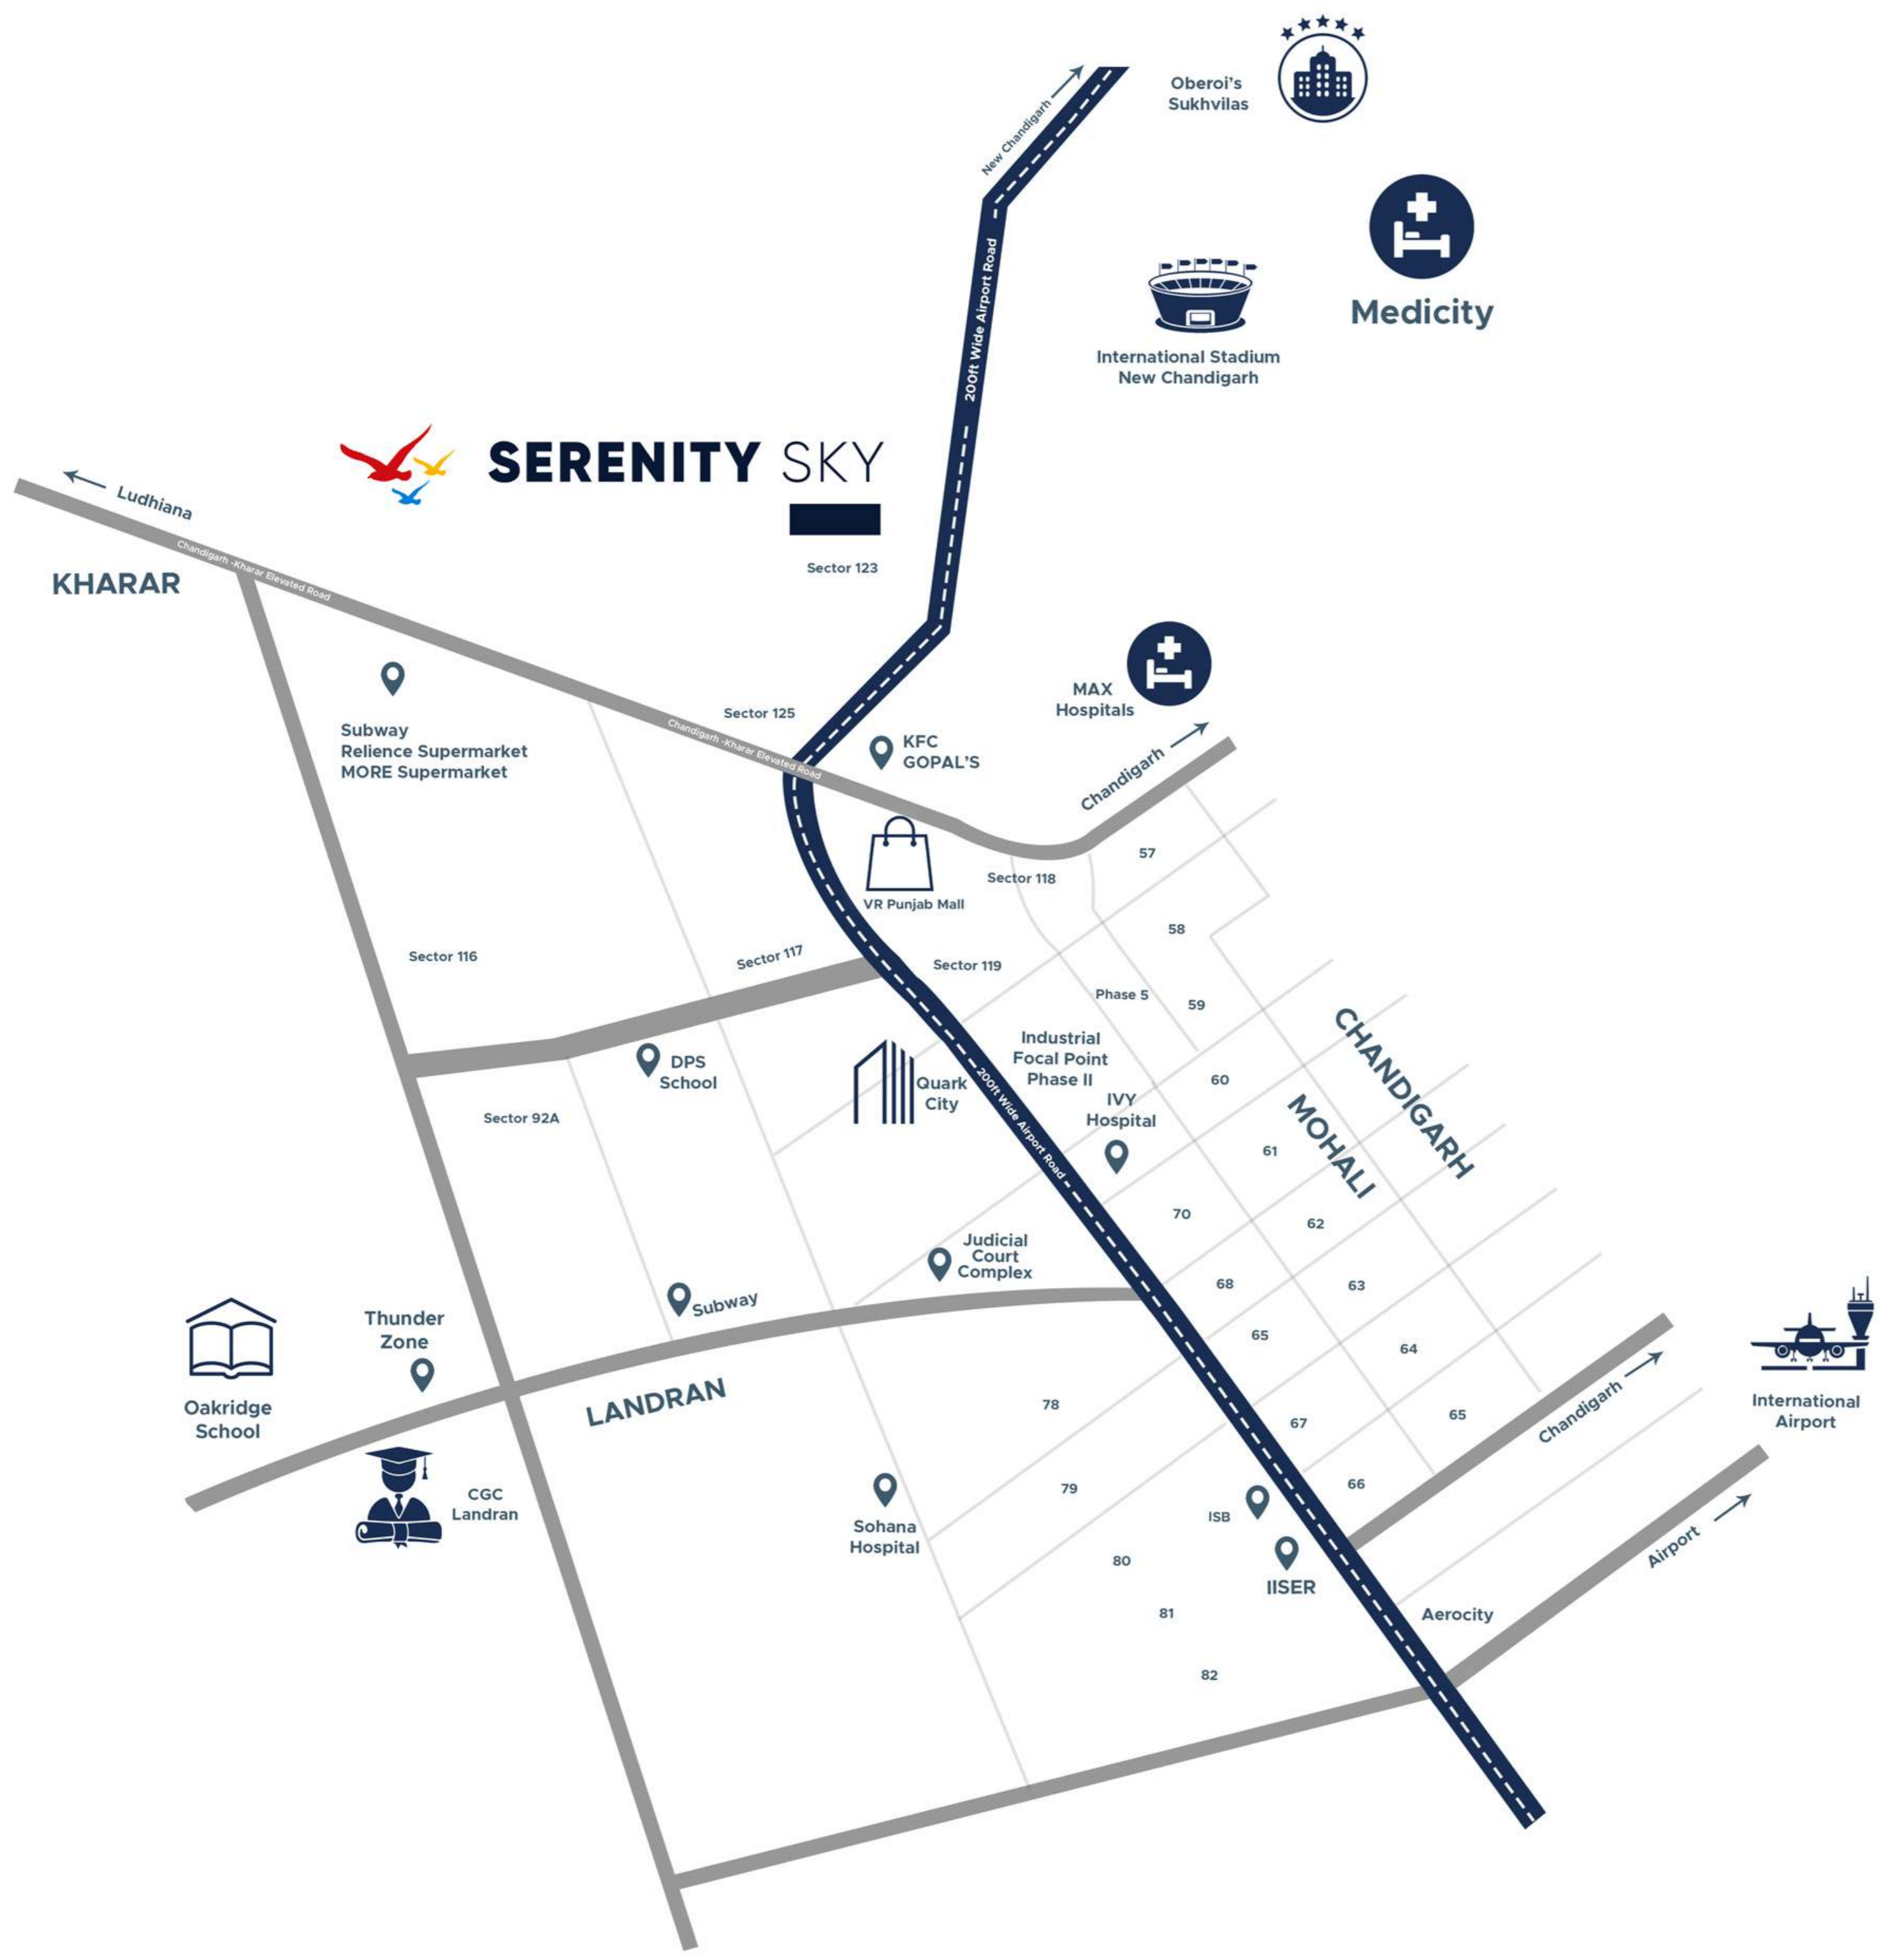 Oberoi's
Sukhvilas
New Chandigarh
200ft Wide Airport Road
Medicity
International Stadium
New Chandigarh
SERENITY SKY
Sector 123
Ludhiana
Chandigarh -Kharar Elevated Road
KHARAR
Subway
Relience Supermarket
MORE Supermarket
Sector 125
Chandigarh -Kharar Elevated Road
KFC
GOPAL'S
MAX
Hospitals
Chandigarh
VR Punjab Mall
Sector 118
57
58
Sector 116
Sector 117
Sector 119
Phase 5
59
Industrial
Focal Point
Phase II
60
CHANDIGARH
MOHALI
DPS
School
Quark
City
200ft Wide Airport Road
IVY
Hospital
Sector 92A
61
70
62
Judicial
Court
Complex
68
63
Subway
65
64
Thunder
Zone
Oakridge
School
LANDRAN
78
67
65
Chandigarh
International
Airport
CGC
Landran
79
66
Sohana
Hospital
ISB
IISER
80
Airport
81
Aerocity
82